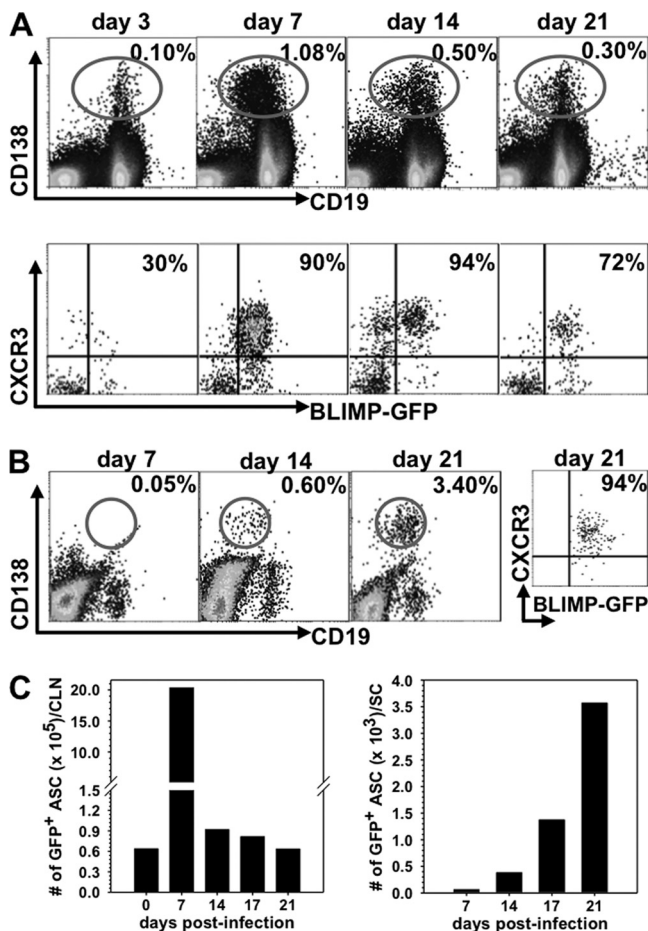 A
day 3 day 7 day 14 day 21
0.10% 1.08% 0.50% 0.30%
CD138
CD19
30% 90% 94% 72%
CXCR3
BLIMP-GFP
B
day 7 day 14 day 21 day 21
0.05% 0.60% 3.40% 94%
CD138
CD19
CXCR3
BLIMP-GFP
C
# of GFP+ ASC (x 10⁵)/CLN
20.0
15.0
10.0
1.5
1.2
0.9
0.6
0.3
0.0
0 7 14 17 21
days post-infection
# of GFP⁺ ASC (x 10³)/SC
4.0
3.5
3.0
2.5
2.0
1.5
1.0
0.5
0.0
7 14 17 21
days post-infection